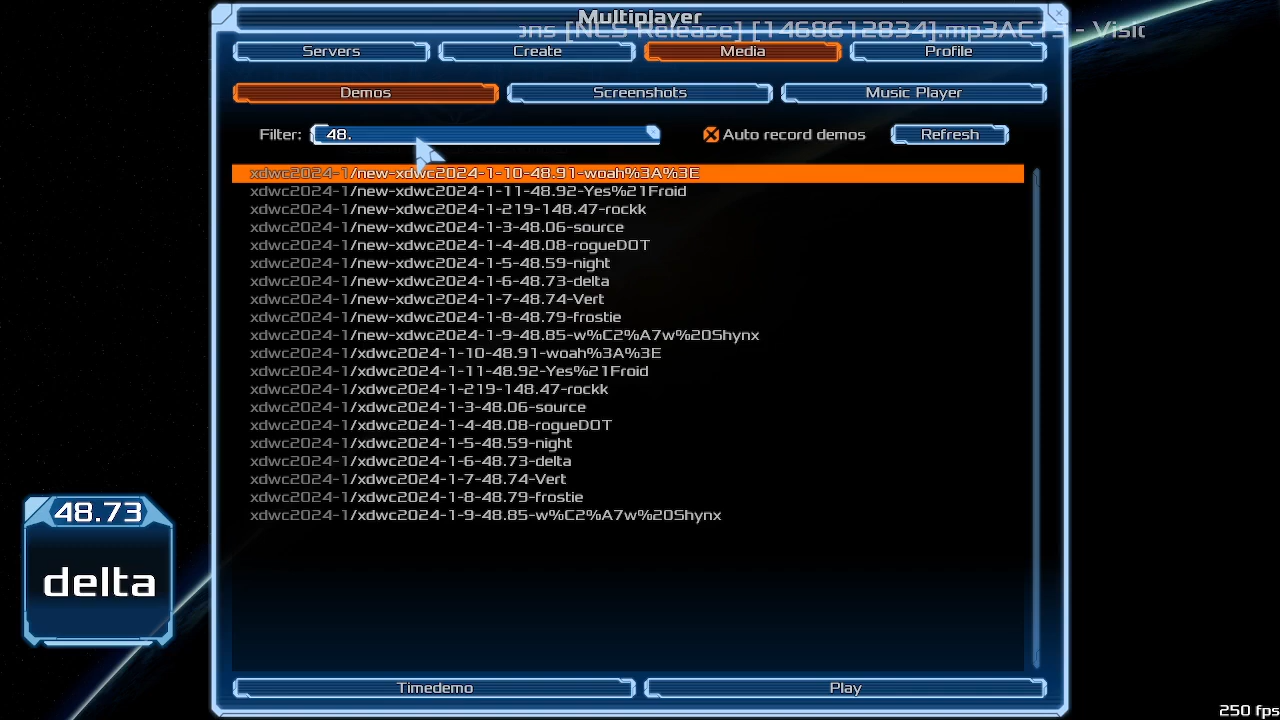 Multiplayer
ons [NCS Release] [1468612834].mp3ACTS - Visit
Servers Create Media Profile
Demos Screenshots Music Player
Filter: 48. Auto record demos Refresh
xdwc2024-1/new-xdwc2024-1-10-48.91-woah%3A%3E
xdwc2024-1/new-xdwc2024-1-11-48.92-Yes%21Froid
xdwc2024-1/new-xdwc2024-1-219-148.47-rockk
xdwc2024-1/new-xdwc2024-1-3-48.06-source
xdwc2024-1/new-xdwc2024-1-4-48.08-rogueDOT
xdwc2024-1/new-xdwc2024-1-5-48.59-night
xdwc2024-1/new-xdwc2024-1-6-48.73-delta
xdwc2024-1/new-xdwc2024-1-7-48.74-Vert
xdwc2024-1/new-xdwc2024-1-8-48.79-frostie
xdwc2024-1/new-xdwc2024-1-9-48.85-w%C2%A7w%20Shynx
xdwc2024-1/xdwc2024-1-10-48.91-woah%3A%3E
xdwc2024-1/xdwc2024-1-11-48.92-Yes%21Froid
xdwc2024-1/xdwc2024-1-219-148.47-rockk
xdwc2024-1/xdwc2024-1-3-48.06-source
xdwc2024-1/xdwc2024-1-4-48.08-rogueDOT
xdwc2024-1/xdwc2024-1-5-48.59-night
xdwc2024-1/xdwc2024-1-6-48.73-delta
xdwc2024-1/xdwc2024-1-7-48.74-Vert
xdwc2024-1/xdwc2024-1-8-48.79-frostie
xdwc2024-1/xdwc2024-1-9-48.85-w%C2%A7w%20Shynx
48.73
delta
Timedemo Play
250 fps